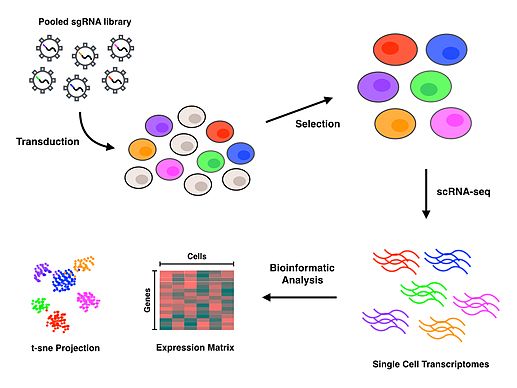 Pooled sgRNA library
Transduction
Selection
scRNA-seq
Single Cell Transcriptomes
Bioinformatic
Analysis
Cells
Genes
Expression Matrix
t-sne Projection